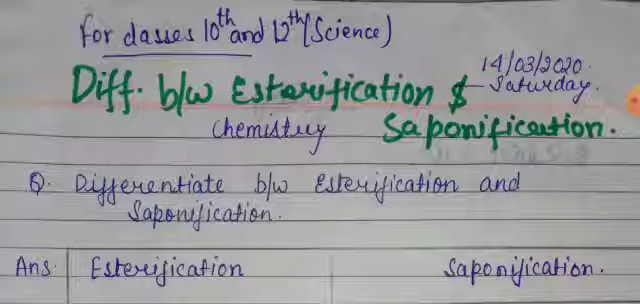 for classes 10th and 12th (Science)
14/03/2020.
Diff. b/w Esterification & Saturday.
Chemistry Saponification.
Q. Differentiate b/w Esterification and
Saponification.
Ans. Esterification Saponification.